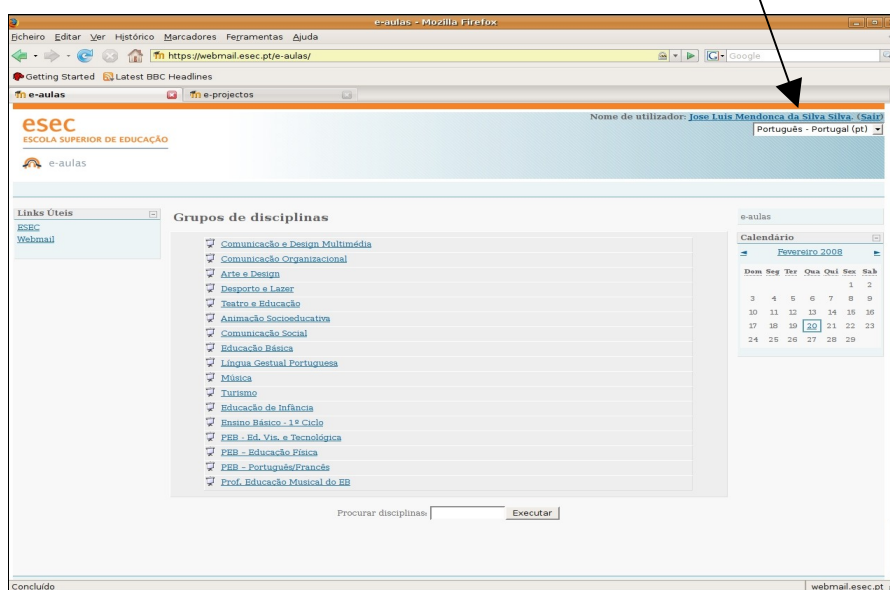 e-aulas - Mozilla Firefox
Ficheiro Editar Ver Histórico Marcadores Ferramentas Ajuda
https://webmail.esec.pt/e-aulas/
Google
Getting Started Latest BBC Headlines
e-aulas e-projectos
esec
ESCOLA SUPERIOR DE EDUCAÇÃO
Nome de utilizador: Jose Luis Mendonca da Silva Silva. (Sair)
Português - Portugal (pt)
e-aulas
Links Úteis
ESEC
Webmail
Grupos de disciplinas
Comunicação e Design Multimédia
Comunicação Organizacional
Arte e Design
Desporto e Lazer
Teatro e Educação
Animação Socioeducativa
Comunicação Social
Educação Básica
Língua Gestual Portuguesa
Música
Turismo
Educação de Infância
Ensino Básico - 1º Ciclo
PEB - Ed. Vis. e Tecnológica
PEB - Educação Física
PEB - Português/Francês
Prof. Educação Musical do EB
Procurar disciplinas: Executar
e-aulas
Calendário
Fevereiro 2008
Dom Seg Ter Qua Qui Sex Sab
1 2
3 4 5 6 7 8 9
10 11 12 13 14 15 16
17 18 19 20 21 22 23
24 25 26 27 28 29
Concluído
webmail.esec.pt